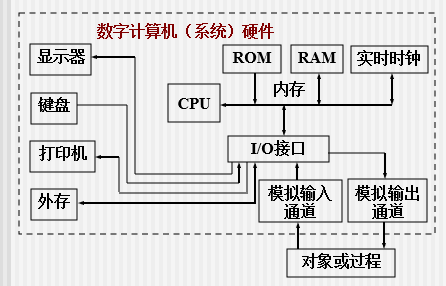 数字计算机（系统）硬件
显示器
ROM
RAM
实时时钟
键盘
CPU
内存
打印机
I/O接口
外存
模拟输入
通道
模拟输出
通道
对象或过程